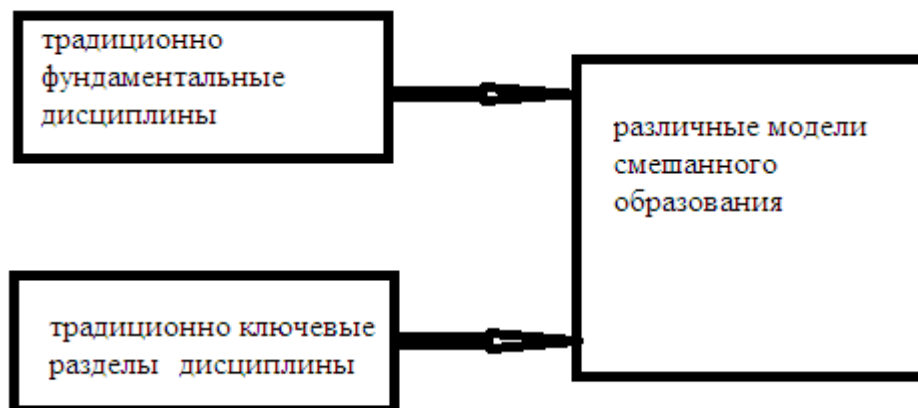 традиционно
фундаментальные
дисциплины
различные модели
смешанного
образования
традиционно ключевые
разделы дисциплины